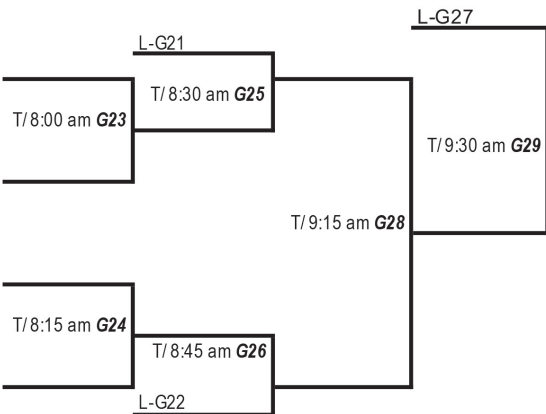 L-G27
L-G21
T/ 8:30 am G25
T/ 8:00 am G23
T/ 9:30 am G29
T/ 9:15 am G28
T/ 8:15 am G24
T/ 8:45 am G26
L-G22